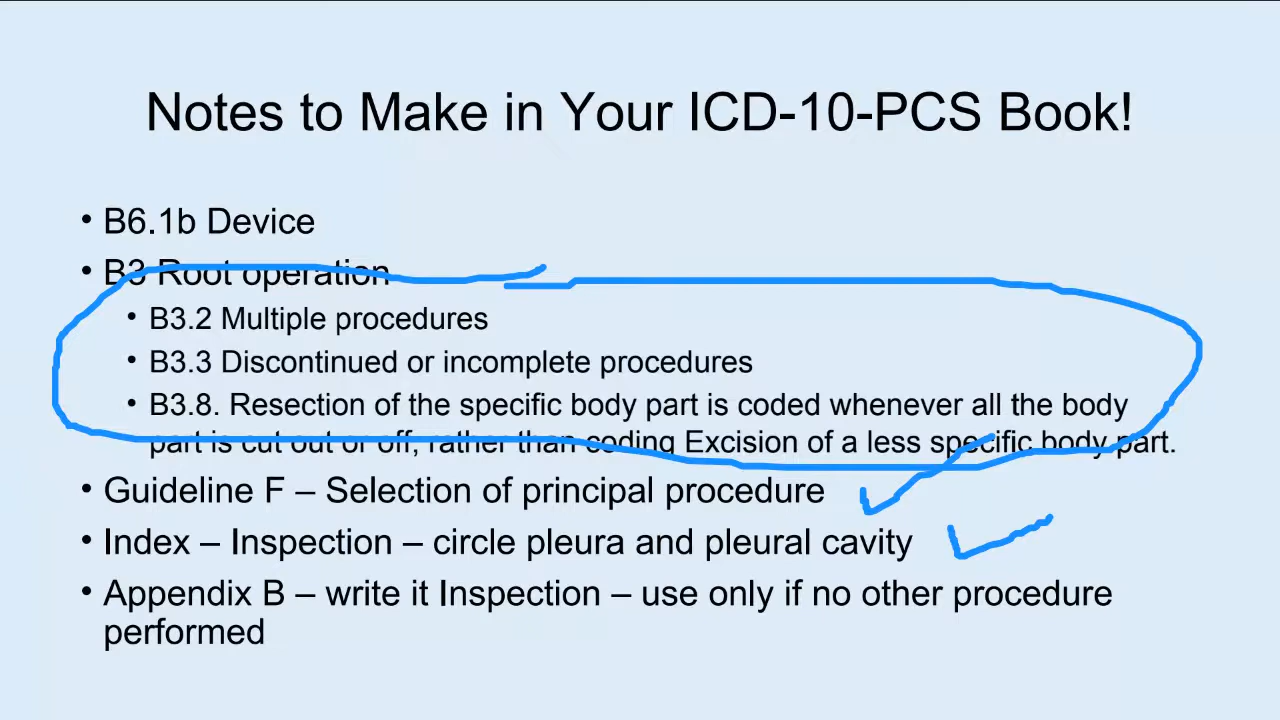 Notes to Make in Your ICD-10-PCS Book!
• B6.1b Device
• B3 Root operation
• B3.2 Multiple procedures
• B3.3 Discontinued or incomplete procedures
• B3.8. Resection of the specific body part is coded whenever all the body
part is cut out or off, rather than coding Excision of a less specific body part.
• Guideline F – Selection of principal procedure
• Index – Inspection – circle pleura and pleural cavity
• Appendix B – write it Inspection – use only if no other procedure
performed